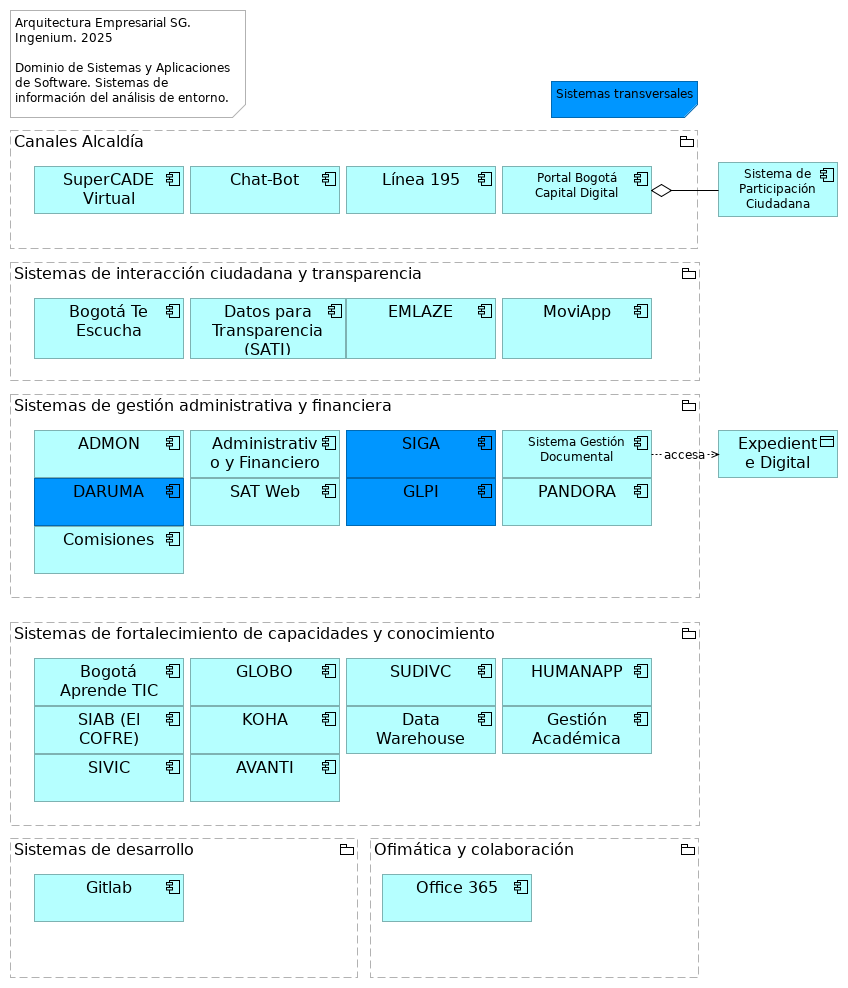 Arquitectura Empresarial SG.
Ingenium. 2025
Dominio de Sistemas y Aplicaciones
de Software. Sistemas de
información del análisis de entorno.
Sistemas transversales
Canales Alcaldía
SuperCADE
Virtual
Chat-Bot
Línea 195
Portal Bogotá
Capital Digital
Sistema de
Participación
Ciudadana
Sistemas de interacción ciudadana y transparencia
Bogotá Te
Escucha
Datos para
Transparencia
(SATI)
EMLAZE
MoviApp
Sistemas de gestión administrativa y financiera
ADMON
Administrativ
o y Financiero
SIGA
Sistema Gestión
Documental
accesa
Expedient
e Digital
DARUMA
SAT Web
GLPI
PANDORA
Comisiones
Sistemas de fortalecimiento de capacidades y conocimiento
Bogotá
Aprende TIC
GLOBO
SUDIVC
HUMANAPP
SIAB (El
COFRE)
KOHA
Data
Warehouse
Gestión
Académica
SIVIC
AVANTI
Sistemas de desarrollo
Gitlab
Ofimática y colaboración
Office 365